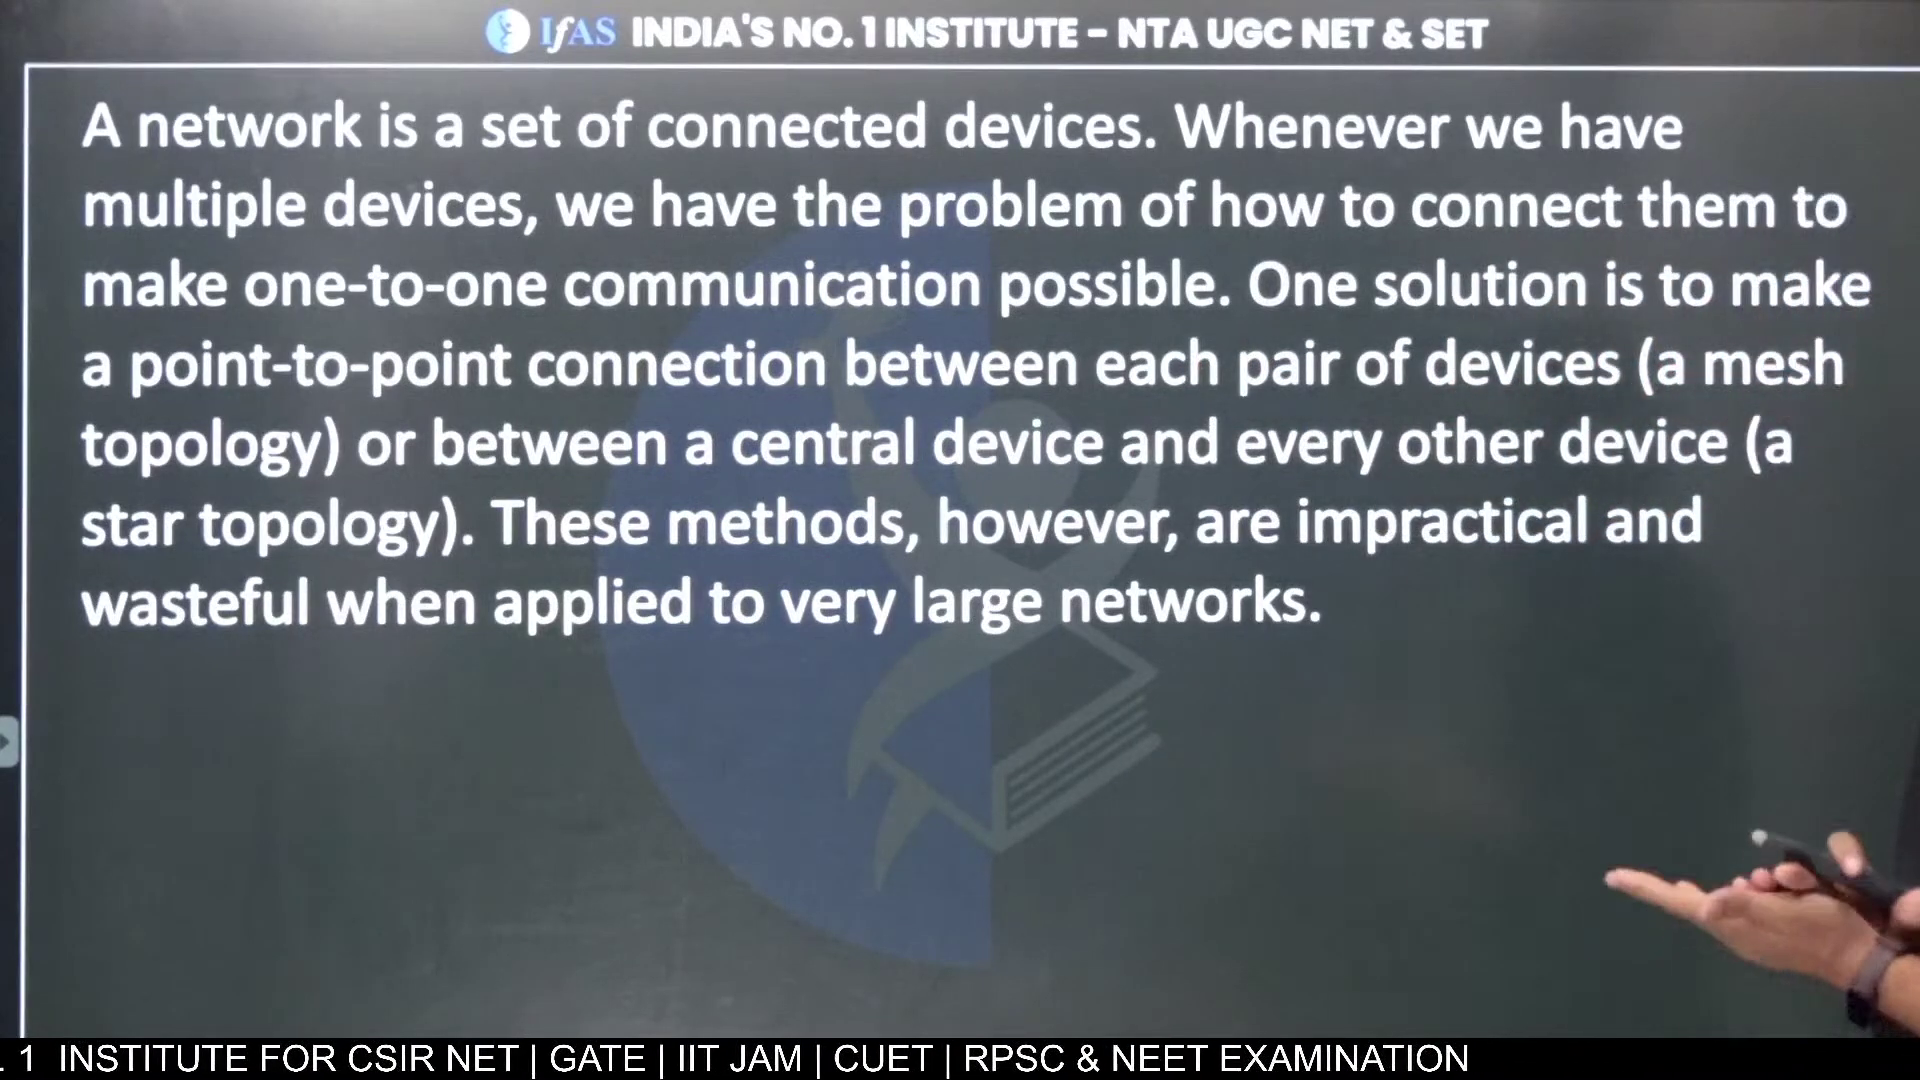 IfAS INDIA'S NO. 1 INSTITUTE – NTA UGC NET & SET
A network is a set of connected devices. Whenever we have
multiple devices, we have the problem of how to connect them to
make one-to-one communication possible. One solution is to make
a point-to-point connection between each pair of devices (a mesh
topology) or between a central device and every other device (a
star topology). These methods, however, are impractical and
wasteful when applied to very large networks.
. 1 INSTITUTE FOR CSIR NET | GATE | IIT JAM | CUET | RPSC & NEET EXAMINATION